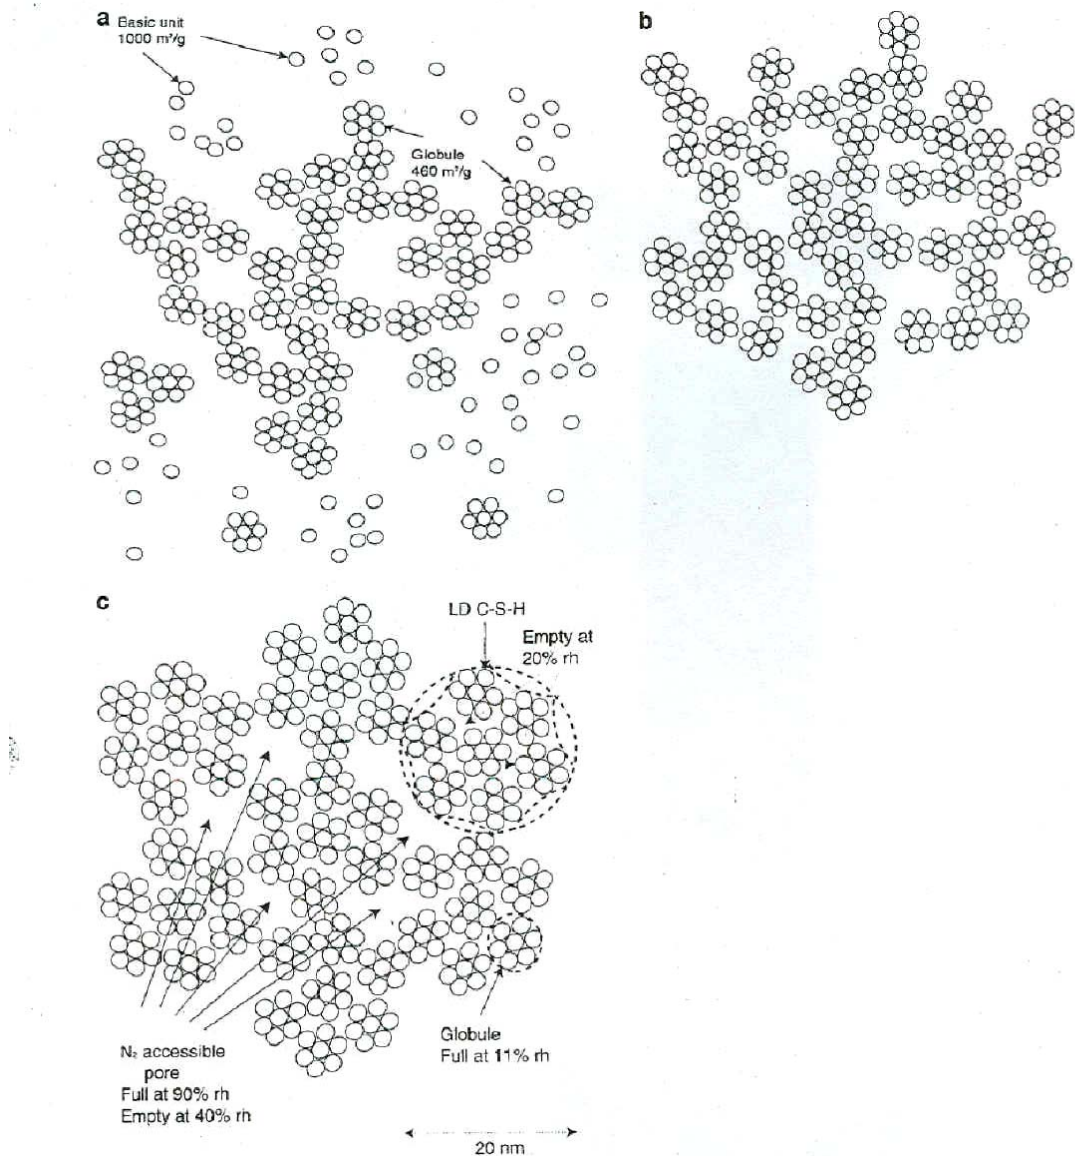 a
Basic unit
1000 m²/g
Globule
460 m²/g
b
c
LD C-S-H
Empty at
20% rh
N₂ accessible
pore
Full at 90% rh
Empty at 40% rh
Globule
Full at 11% rh
20 nm